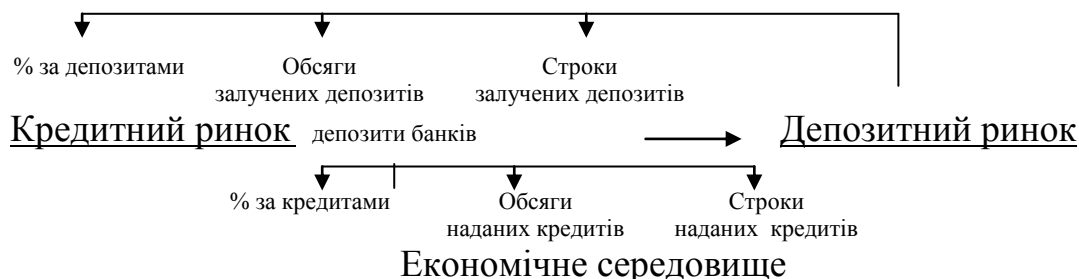 % за депозитами Обсяги Строки
залучених депозитів залучених депозитів
Кредитний ринок депозити банків Депозитний ринок
% за кредитами Обсяги Строки
наданих кредитів наданих кредитів
Економічне середовище